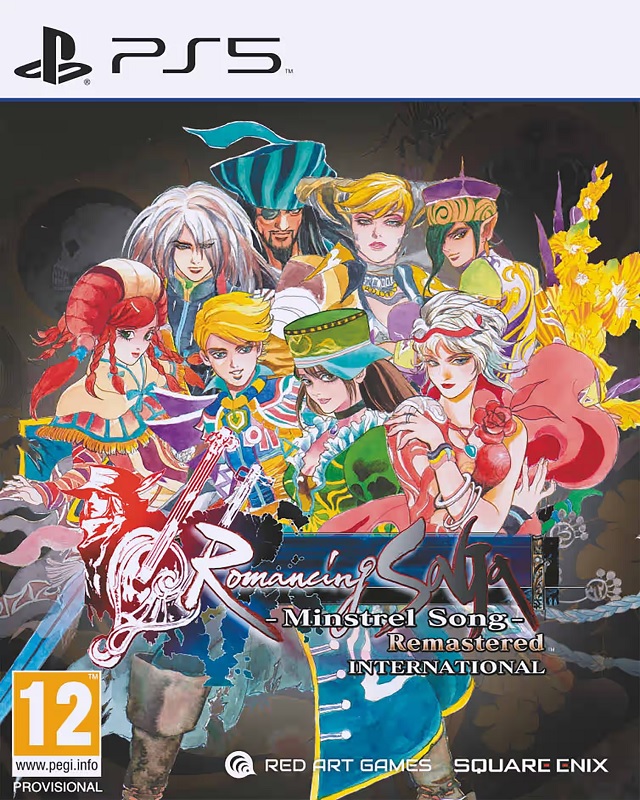 PS5
Romancing SaGa
- Minstrel Song -
Remastered
INTERNATIONAL
12
www.pegi.info
PROVISIONAL
RED ART GAMES
SQUARE ENIX